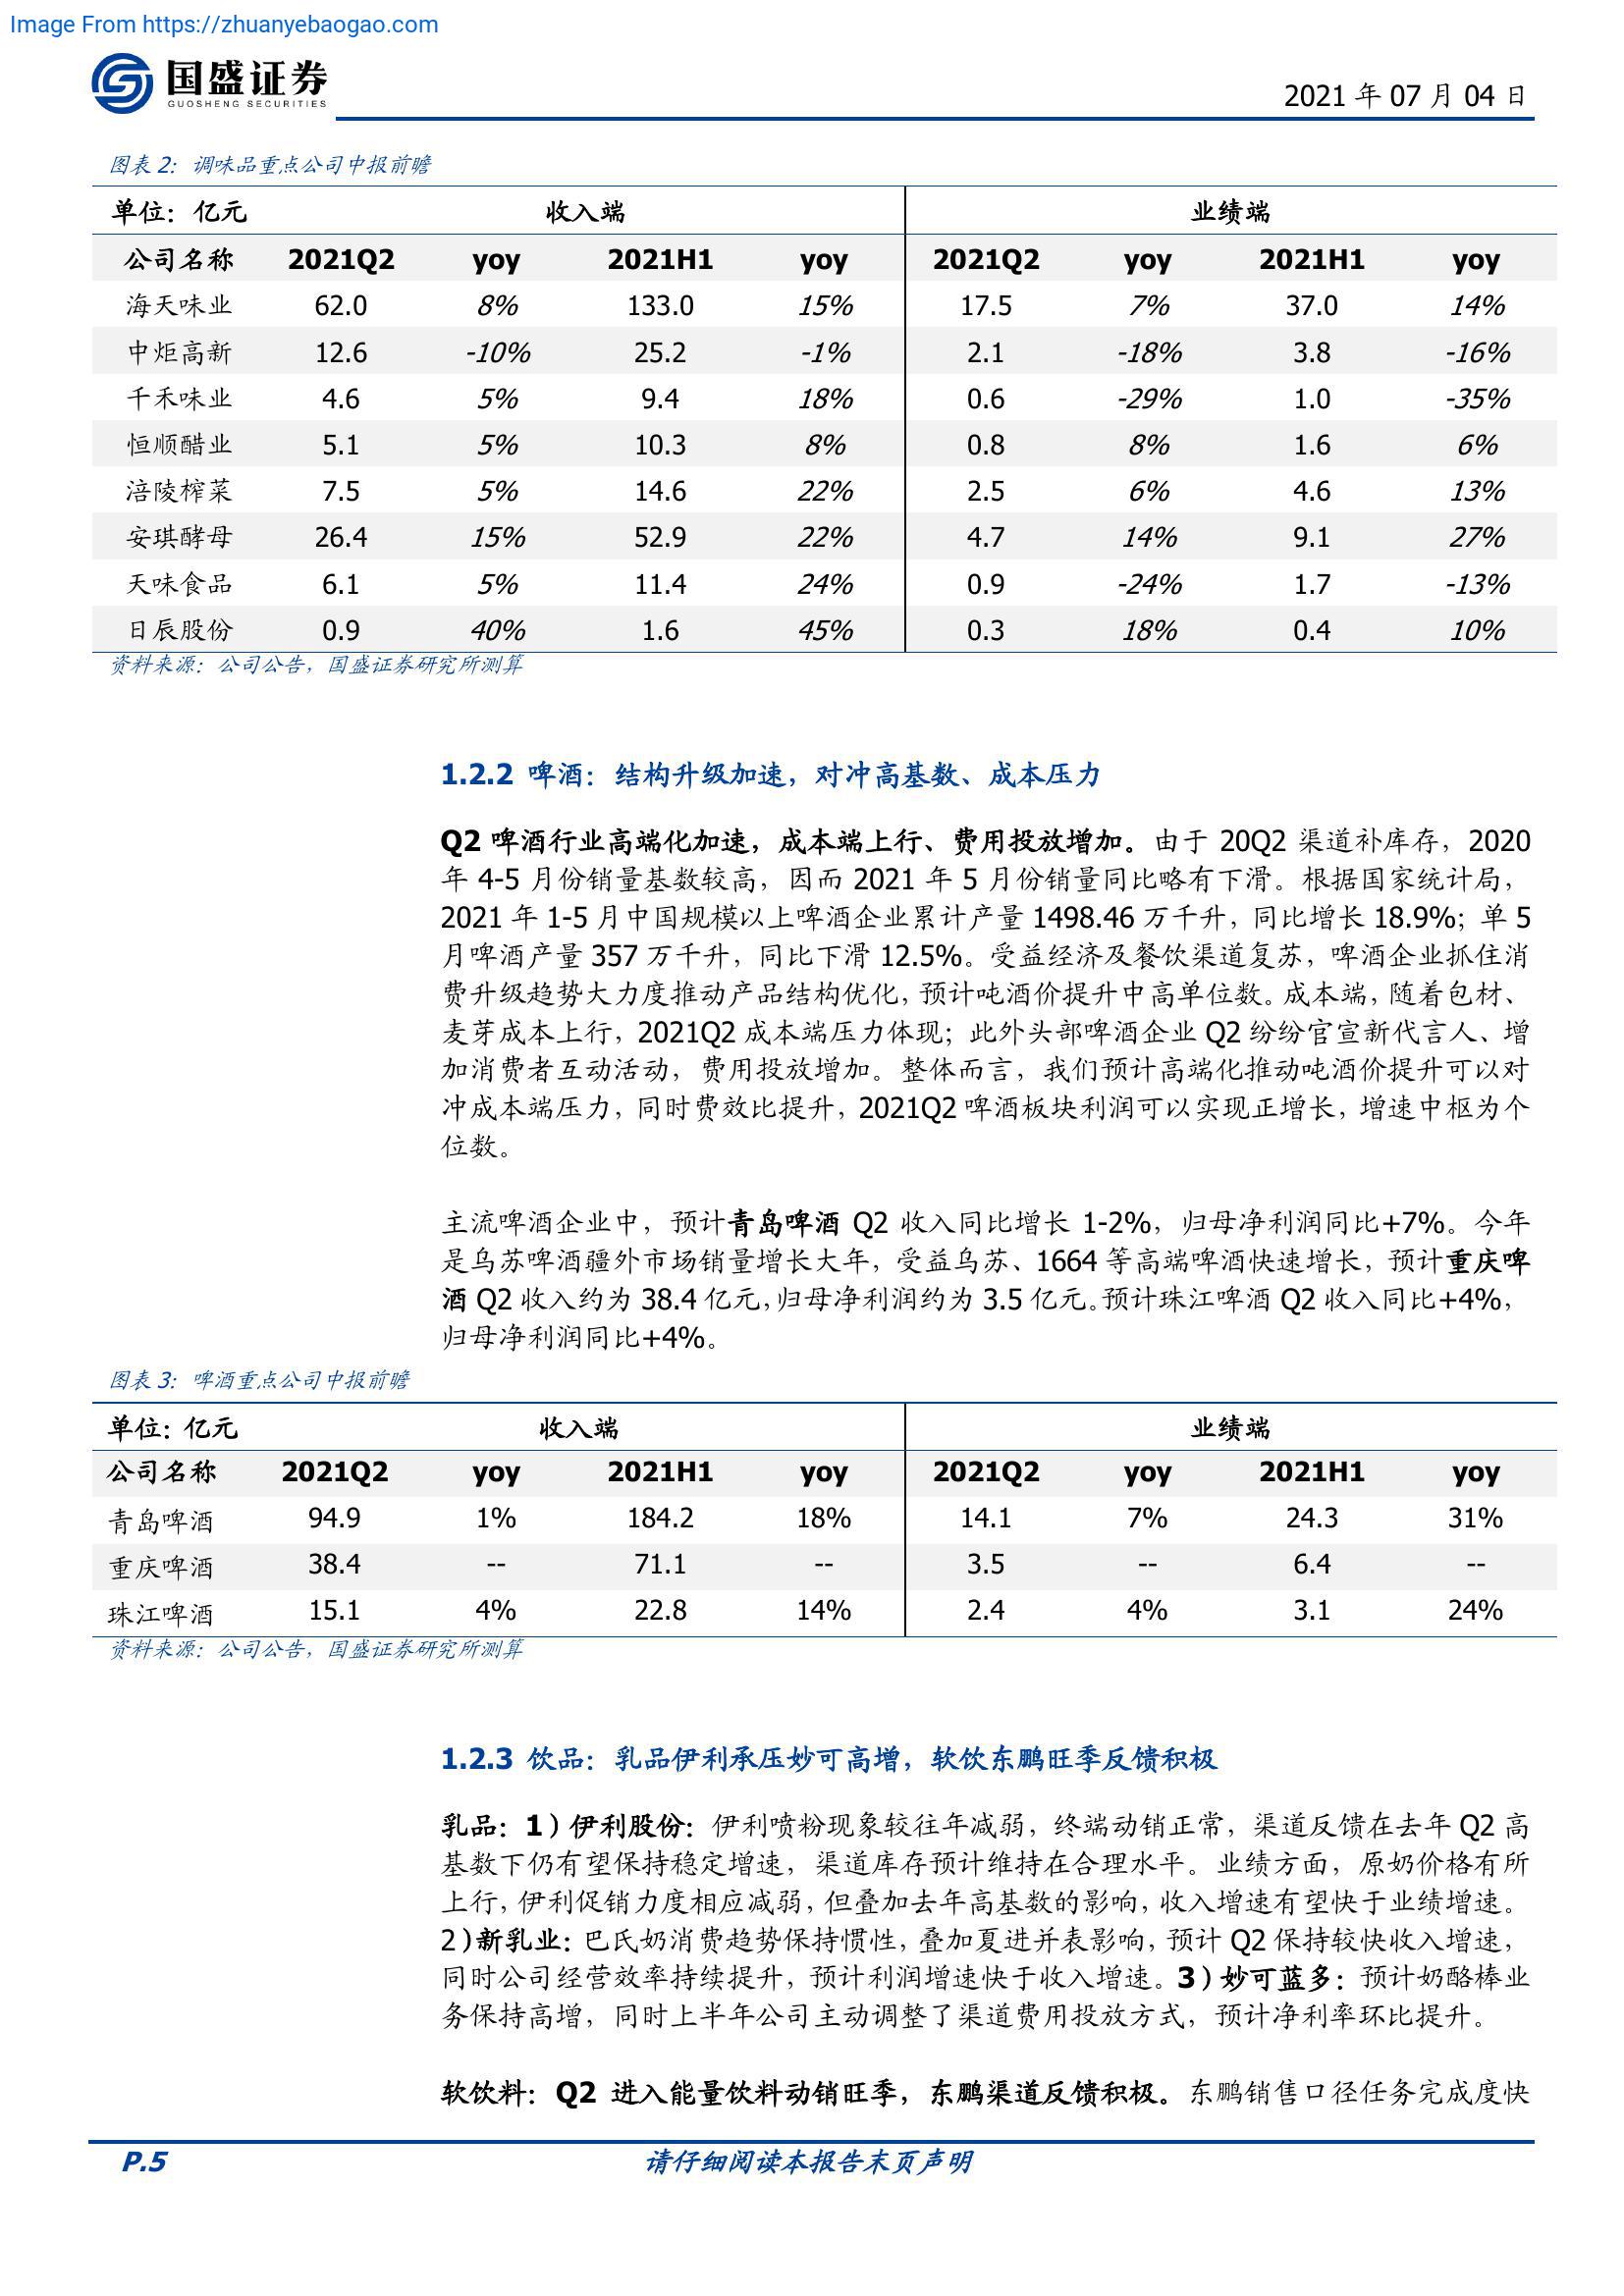 Image From https://zhuanyebaogao.com
国盛证券
GUOSHENG SECURITIES
2021 年 07 月 04 日
图表 2：调味品重点公司中报前瞻
单位：亿元 收入端 业绩端
公司名称 2021Q2 yoy 2021H1 yoy 2021Q2 yoy 2021H1 yoy
海天味业 62.0 8% 133.0 15% 17.5 7% 37.0 14%
中炬高新 12.6 -10% 25.2 -1% 2.1 -18% 3.8 -16%
千禾味业 4.6 5% 9.4 18% 0.6 -29% 1.0 -35%
恒顺醋业 5.1 5% 10.3 8% 0.8 8% 1.6 6%
涪陵榨菜 7.5 5% 14.6 22% 2.5 6% 4.6 13%
安琪酵母 26.4 15% 52.9 22% 4.7 14% 9.1 27%
天味食品 6.1 5% 11.4 24% 0.9 -24% 1.7 -13%
日辰股份 0.9 40% 1.6 45% 0.3 18% 0.4 10%
资料来源：公司公告，国盛证券研究所测算
1.2.2 啤酒：结构升级加速，对冲高基数、成本压力
Q2 啤酒行业高端化加速，成本端上行、费用投放增加。由于 20Q2 渠道补库存，2020
年 4-5 月份销量基数较高，因而 2021 年 5 月份销量同比略有下滑。根据国家统计局，
2021 年 1-5 月中国规模以上啤酒企业累计产量 1498.46 万千升，同比增长 18.9%；单 5
月啤酒产量 357 万千升，同比下滑 12.5%。受益经济及餐饮渠道复苏，啤酒企业抓住消
费升级趋势大力度推动产品结构优化，预计吨酒价提升中高单位数。成本端，随着包材、
麦芽成本上行，2021Q2 成本端压力体现；此外头部啤酒企业 Q2 纷纷官宣新代言人、增
加消费者互动活动，费用投放增加。整体而言，我们预计高端化推动吨酒价提升可以对
冲成本端压力，同时费效比提升，2021Q2 啤酒板块利润可以实现正增长，增速中枢为个
位数。
主流啤酒企业中，预计青岛啤酒 Q2 收入同比增长 1-2%，归母净利润同比+7%。今年
是乌苏啤酒疆外市场销量增长大年，受益乌苏、1664 等高端啤酒快速增长，预计重庆啤
酒 Q2 收入约为 38.4 亿元，归母净利润约为 3.5 亿元。预计珠江啤酒 Q2 收入同比+4%，
归母净利润同比+4%。
图表 3：啤酒重点公司中报前瞻
单位：亿元 收入端 业绩端
公司名称 2021Q2 yoy 2021H1 yoy 2021Q2 yoy 2021H1 yoy
青岛啤酒 94.9 1% 184.2 18% 14.1 7% 24.3 31%
重庆啤酒 38.4 -- 71.1 -- 3.5 -- 6.4 --
珠江啤酒 15.1 4% 22.8 14% 2.4 4% 3.1 24%
资料来源：公司公告，国盛证券研究所测算
1.2.3 饮品：乳品伊利承压妙可高增，软饮东鹏旺季反馈积极
乳品：1）伊利股份：伊利喷粉现象较往年减弱，终端动销正常，渠道反馈在去年 Q2 高
基数下仍有望保持稳定增速，渠道库存预计维持在合理水平。业绩方面，原奶价格有所
上行，伊利促销力度相应减弱，但叠加去年高基数的影响，收入增速有望快于业绩增速。
2）新乳业：巴氏奶消费趋势保持惯性，叠加夏进并表影响，预计 Q2 保持较快收入增速，
同时公司经营效率持续提升，预计利润增速快于收入增速。3）妙可蓝多：预计奶酪棒业
务保持高增，同时上半年公司主动调整了渠道费用投放方式，预计净利率环比提升。
软饮料：Q2 进入能量饮料动销旺季，东鹏渠道反馈积极。东鹏销售口径任务完成度快
P.5
请仔细阅读本报告末页声明